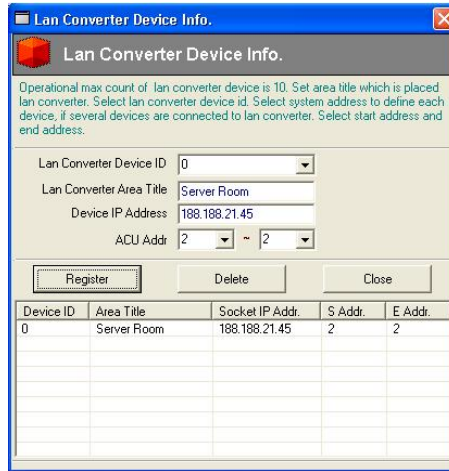 Lan Converter Device Info.
Lan Converter Device Info.
Operational max count of lan converter device is 10. Set area title which is placed
lan converter. Select lan converter device id. Select system address to define each
device, if several devices are connected to lan converter. Select start address and
end address.
Lan Converter Device ID 0
Lan Converter Area Title Server Room
Device IP Address 188.188.21.45
ACU Addr 2 ~ 2
Register Delete Close
Device ID Area Title Socket IP Addr. S Addr. E Addr.
0 Server Room 188.188.21.45 2 2